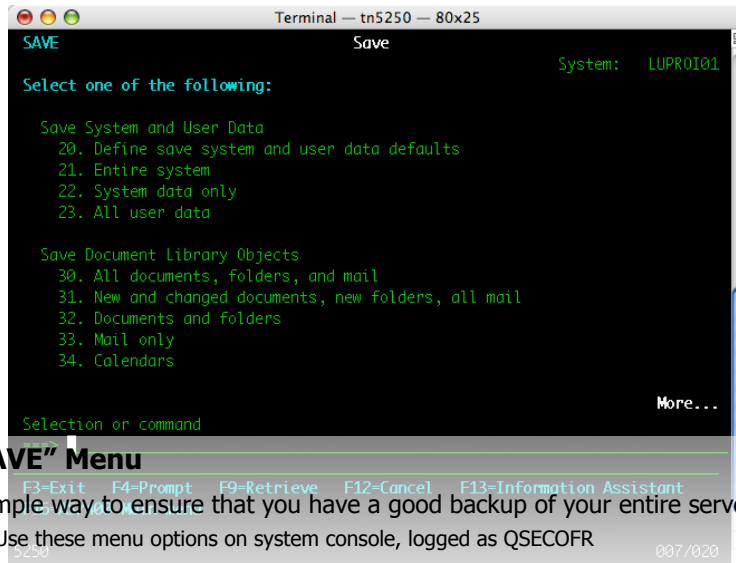 Terminal — tn5250 — 80x25
SAVE Save
System: LUPROI01
Select one of the following:
Save System and User Data
20. Define save system and user data defaults
21. Entire system
22. System data only
23. All user data
Save Document Library Objects
30. All documents, folders, and mail
31. New and changed documents, new folders, all mail
32. Documents and folders
33. Mail only
34. Calendars
More...
Selection or command
===>
AVE” Menu
F3=Exit F4=Prompt F9=Retrieve F12=Cancel F13=Information Assistant
mple way to ensure that you have a good backup of your entire serve
Use these menu options on system console, logged as QSECOFR
5250 007/020